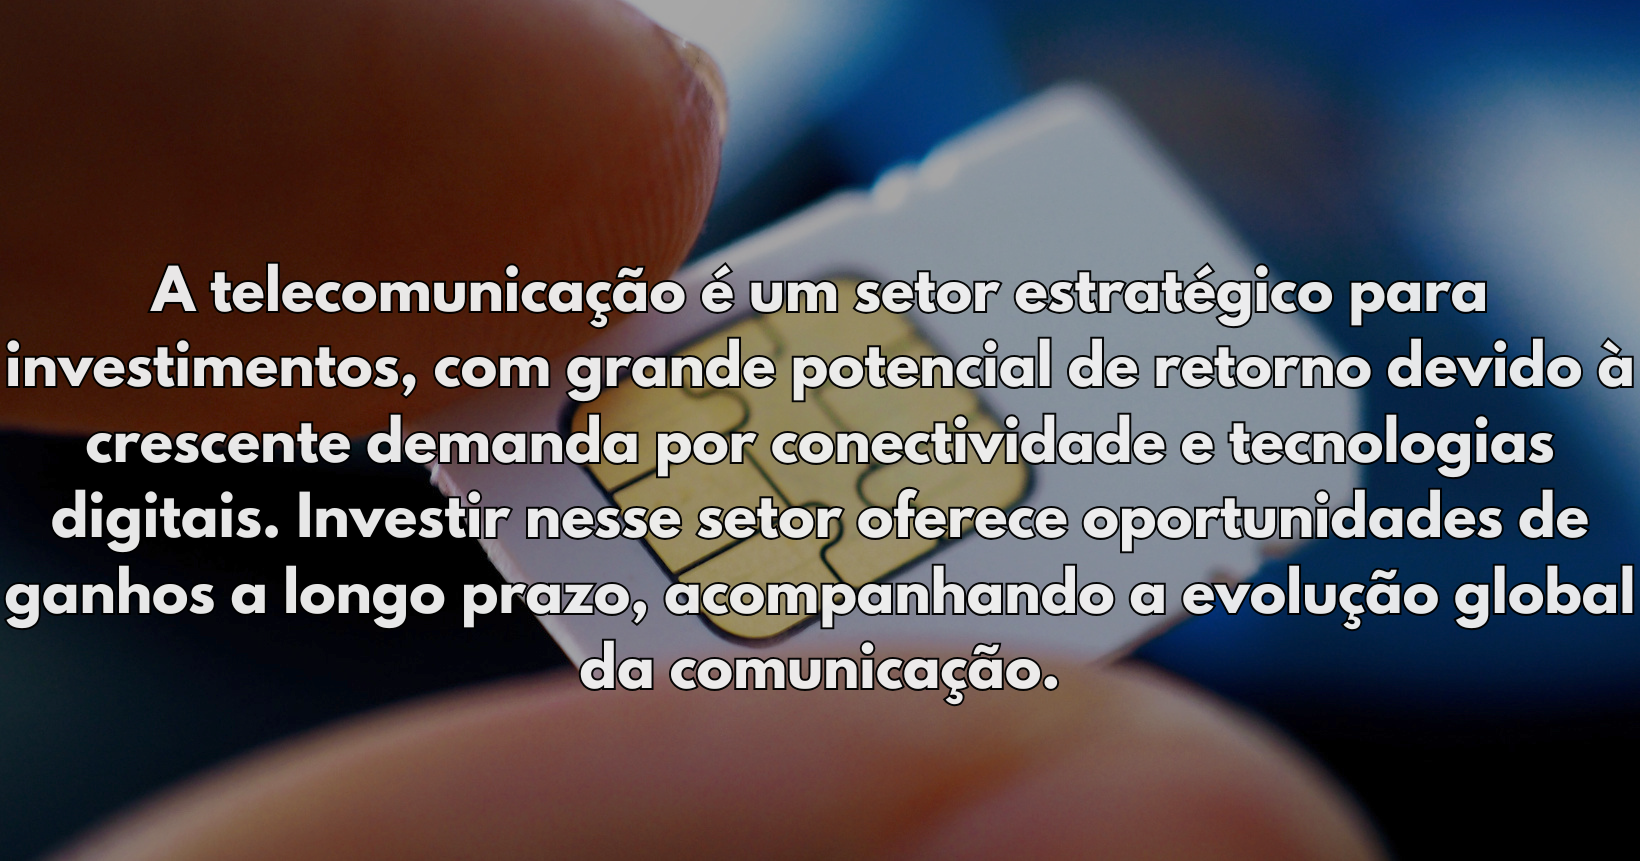 A telecomunicação é um setor estratégico para
investimentos, com grande potencial de retorno devido à
crescente demanda por conectividade e tecnologias
digitais. Investir nesse setor oferece oportunidades de
ganhos a longo prazo, acompanhando a evolução global
da comunicação.